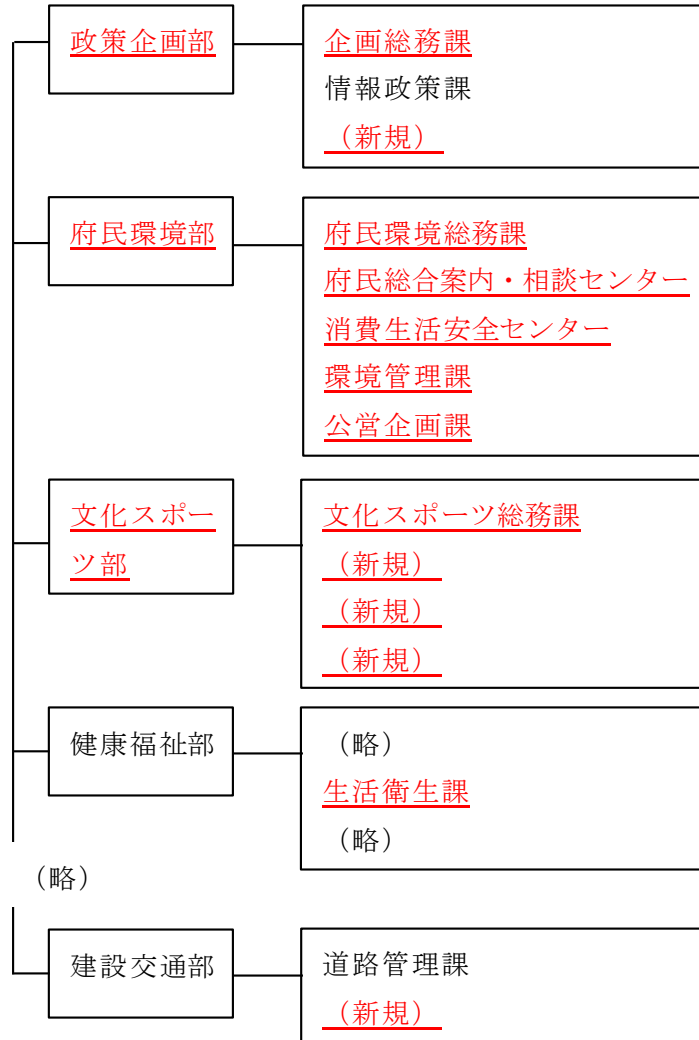 政策企画部
企画総務課
情報政策課
（新規）
府民環境部
府民環境総務課
府民総合案内・相談センター
消費生活安全センター
環境管理課
公営企画課
文化スポー
ツ部
文化スポーツ総務課
（新規）
（新規）
（新規）
健康福祉部
（略）
生活衛生課
（略）
（略）
建設交通部
道路管理課
（新規）